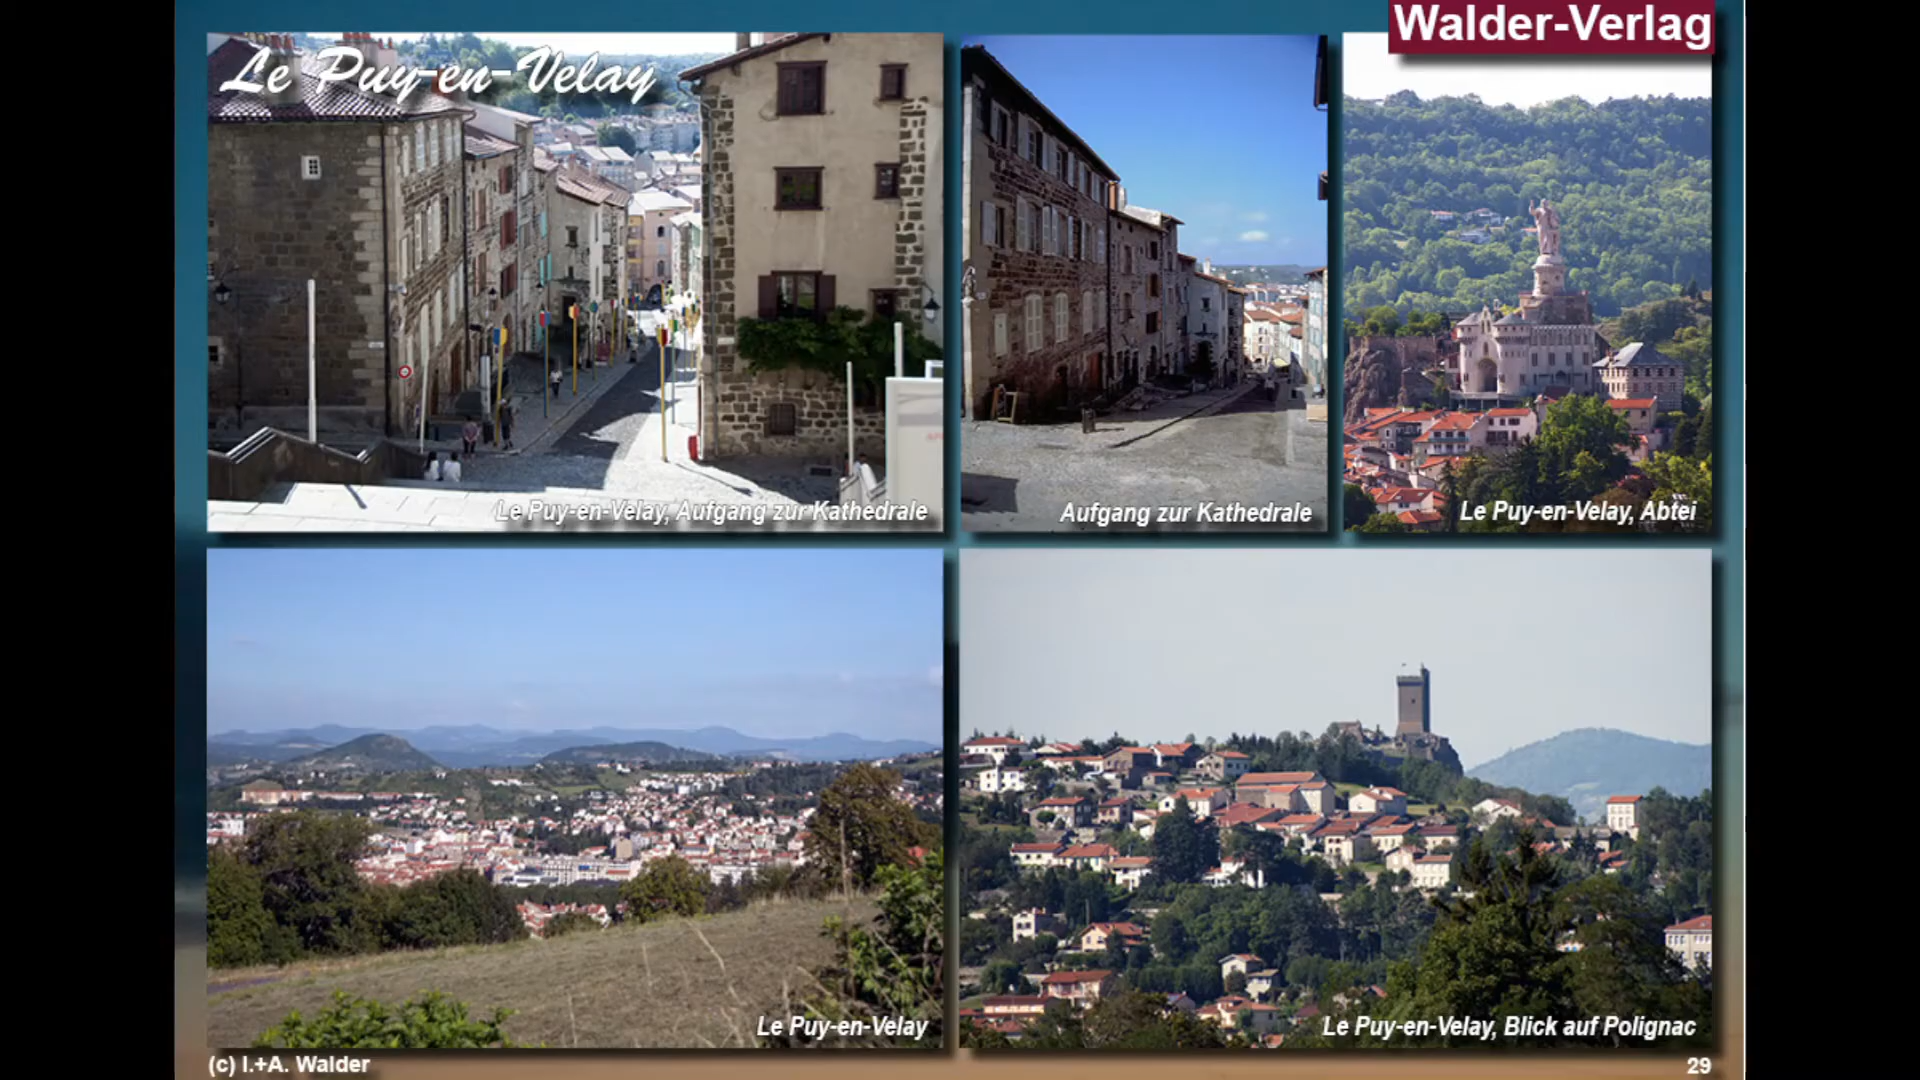 Walder-Verlag
Le Puy-en-Velay
Le Puy-en-Velay, Aufgang zur Kathedrale
Aufgang zur Kathedrale
Le Puy-en-Velay, Abtei
Le Puy-en-Velay
Le Puy-en-Velay, Blick auf Polignac
(c) I.+A. Walder
29